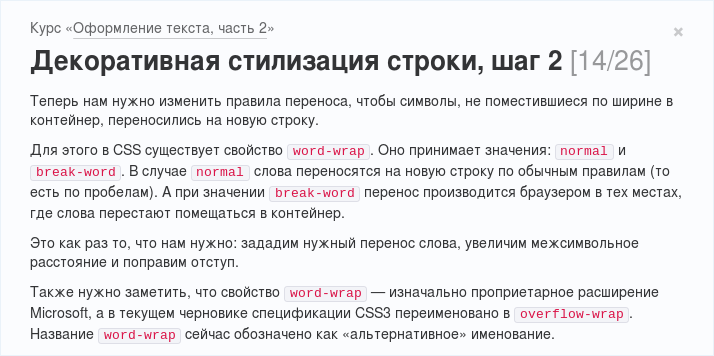 Курс «Оформление текста, часть 2»
×
Декоративная стилизация строки, шаг 2 [14/26]
Теперь нам нужно изменить правила переноса, чтобы символы, не поместившиеся по ширине в
контейнер, переносились на новую строку.
Для этого в CSS существует свойство word-wrap. Оно принимает значения: normal и
break-word. В случае normal слова переносятся на новую строку по обычным правилам (то
есть по пробелам). А при значении break-word перенос производится браузером в тех местах,
где слова перестают помещаться в контейнер.
Это как раз то, что нам нужно: зададим нужный перенос слова, увеличим межсимвольное
расстояние и поправим отступ.
Также нужно заметить, что свойство word-wrap — изначально проприетарное расширение
Microsoft, а в текущем черновике спецификации CSS3 переименовано в overflow-wrap.
Название word-wrap сейчас обозначено как «альтернативное» именование.